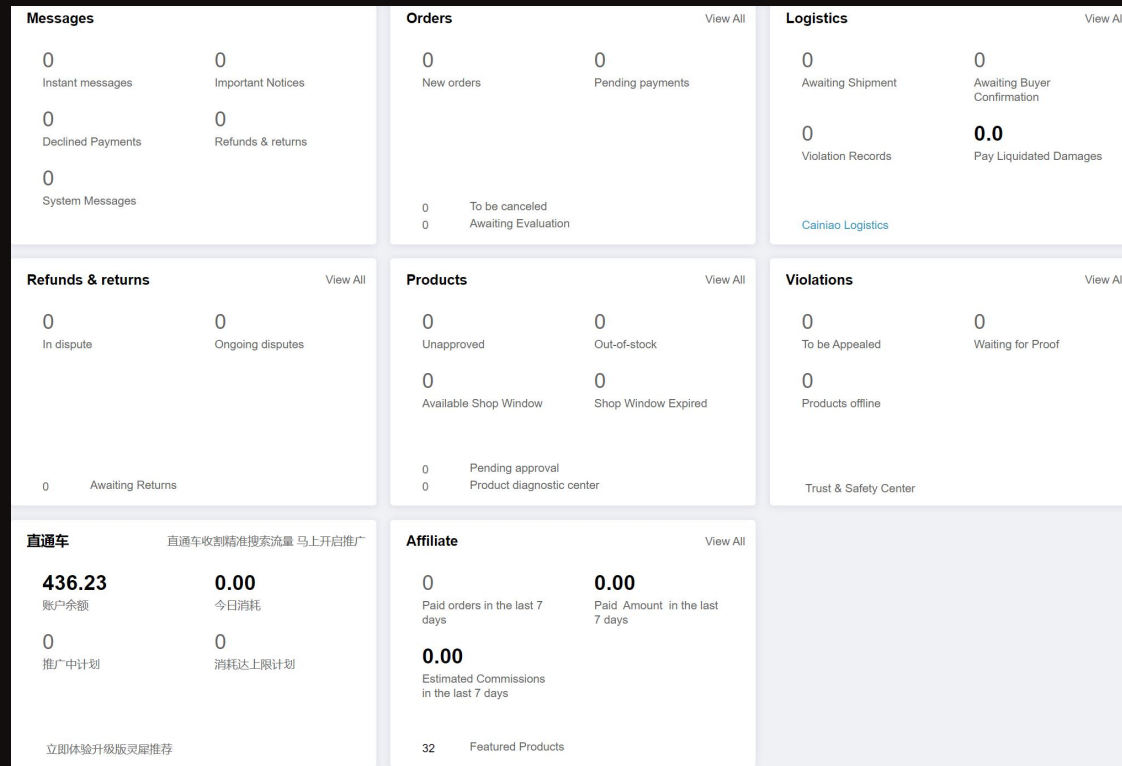 Messages
0 0
Instant messages Important Notices
0 0
Declined Payments Refunds & returns
0
System Messages
Orders View All
0 0
New orders Pending payments
0 To be canceled
0 Awaiting Evaluation
Logistics View Al
0 0
Awaiting Shipment Awaiting Buyer
Confirmation
0 0.0
Violation Records Pay Liquidated Damages
Cainiao Logistics
Refunds & returns View All
0 0
In dispute Ongoing disputes
0 Awaiting Returns
Products View All
0 0
Unapproved Out-of-stock
0 0
Available Shop Window Shop Window Expired
0 Pending approval
0 Product diagnostic center
Violations View Al
0 0
To be Appealed Waiting for Proof
0
Products offline
Trust & Safety Center
直通车 直通车收割精准搜索流量 马上开启推广
436.23 0.00
账户余额 今日消耗
0 0
推广中计划 消耗达上限计划
立即体验升级版灵犀推荐
Affiliate View All
0 0.00
Paid orders in the last 7 Paid Amount in the last
days 7 days
0.00
Estimated Commissions
in the last 7 days
32 Featured Products